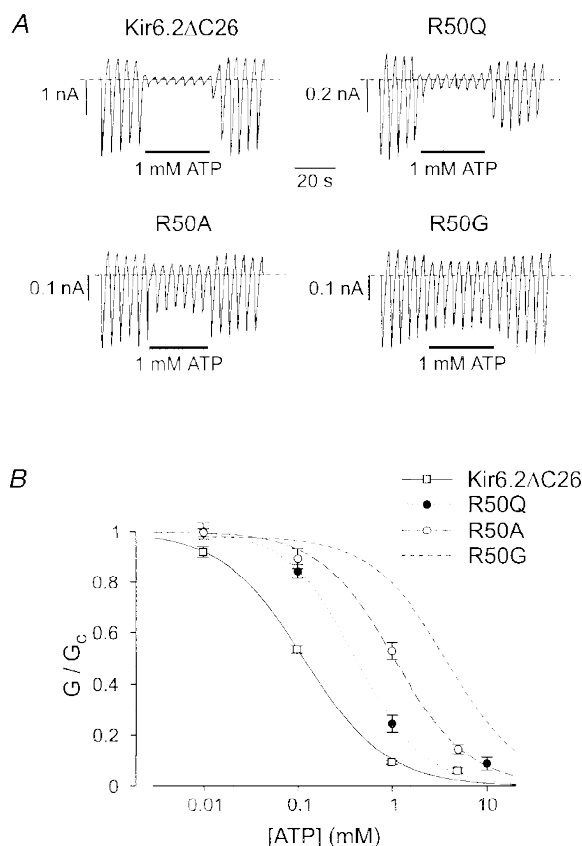 A
Kir6.2ΔC26
R50Q
1 nA
0.2 nA
1 mM ATP
1 mM ATP
20 s
R50A
R50G
0.1 nA
0.1 nA
1 mM ATP
1 mM ATP
B
Kir6.2ΔC26
R50Q
R50A
R50G
1
0.8
0.6
0.4
0.2
0
G / GC
0.01
0.1
1
10
[ATP] (mM)